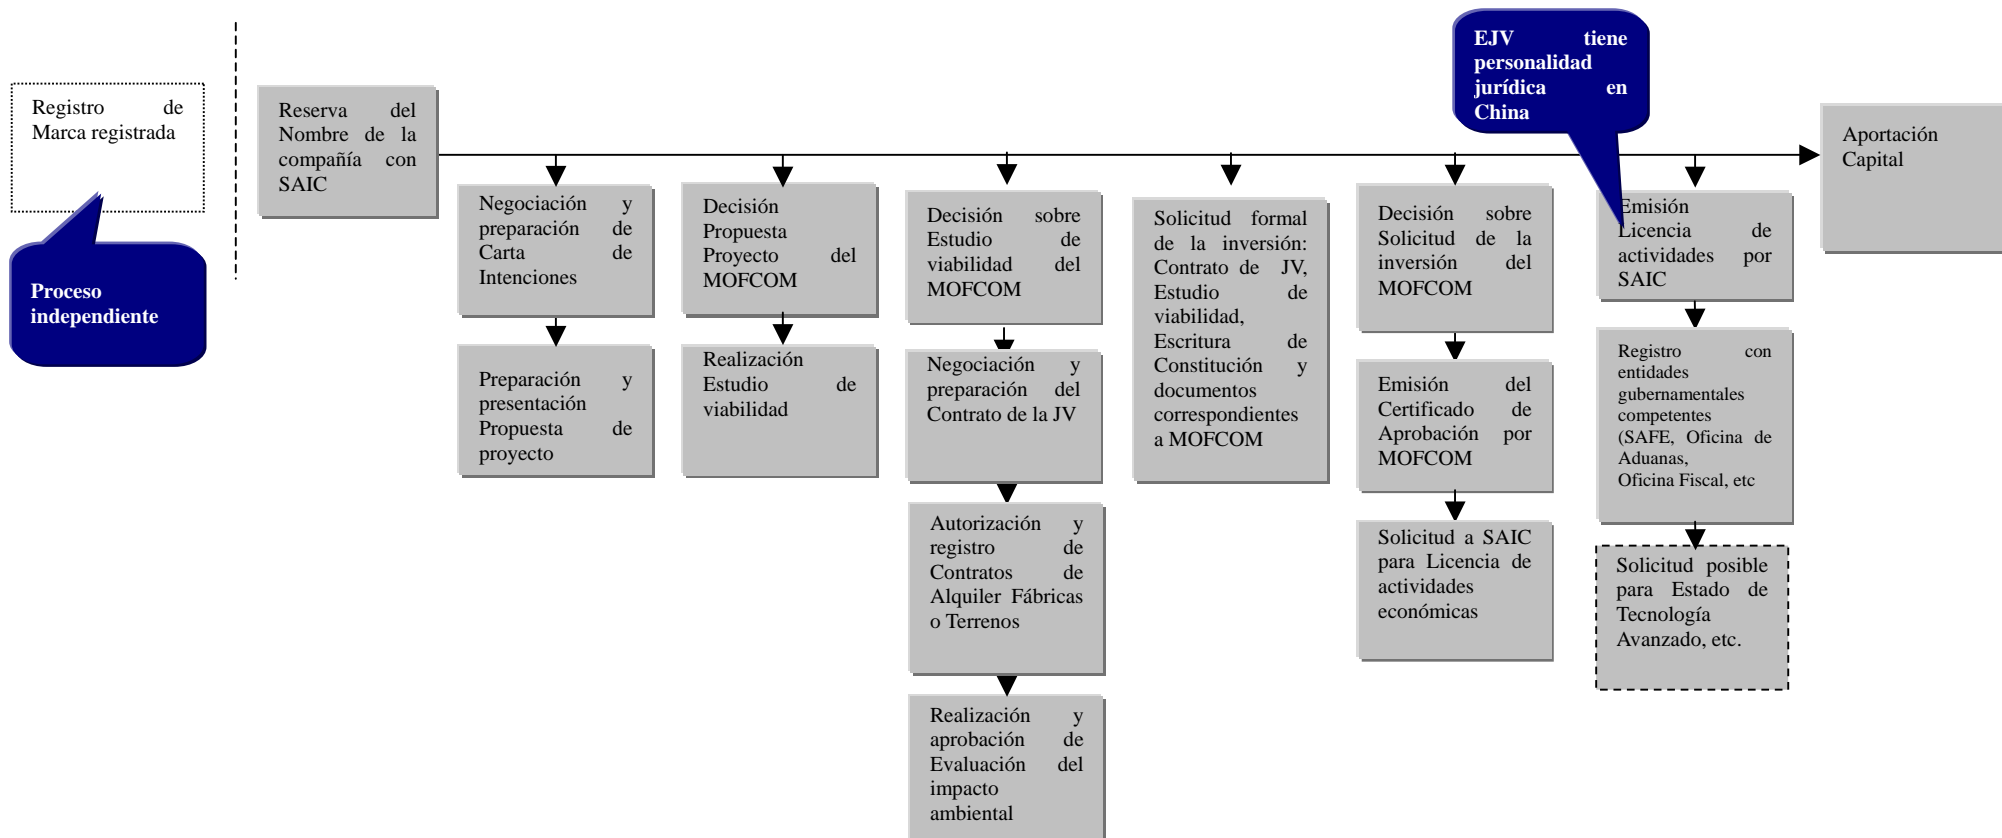 Registro de
Marca registrada
Proceso
independiente
Reserva del
Nombre de la
compañía con
SAIC
Negociación y
preparación de
Carta de
Intenciones
Preparación y
presentación
Propuesta de
proyecto
Decisión
Propuesta
Proyecto del
MOFCOM
Realización
Estudio de
viabilidad
Decisión sobre
Estudio de
viabilidad del
MOFCOM
Negociación y
preparación del
Contrato de la JV
Autorización y
registro de
Contratos de
Alquiler Fábricas
o Terrenos
Realización y
aprobación de
Evaluación del
impacto
ambiental
Solicitud formal
de la inversión:
Contrato de JV,
Estudio de
viabilidad,
Escritura de
Constitución y
documentos
correspondientes
a MOFCOM
Decisión sobre
Solicitud de la
inversión del
MOFCOM
Emisión del
Certificado de
Aprobación por
MOFCOM
Solicitud a SAIC
para Licencia de
actividades
económicas
EJV tiene
personalidad
jurídica en
China
Emisión
Licencia de
actividades por
SAIC
Registro con
entidades
gubernamentales
competentes
(SAFE, Oficina de
Aduanas,
Oficina Fiscal, etc
Solicitud posible
para Estado de
Tecnología
Avanzado, etc.
Aportación
Capital